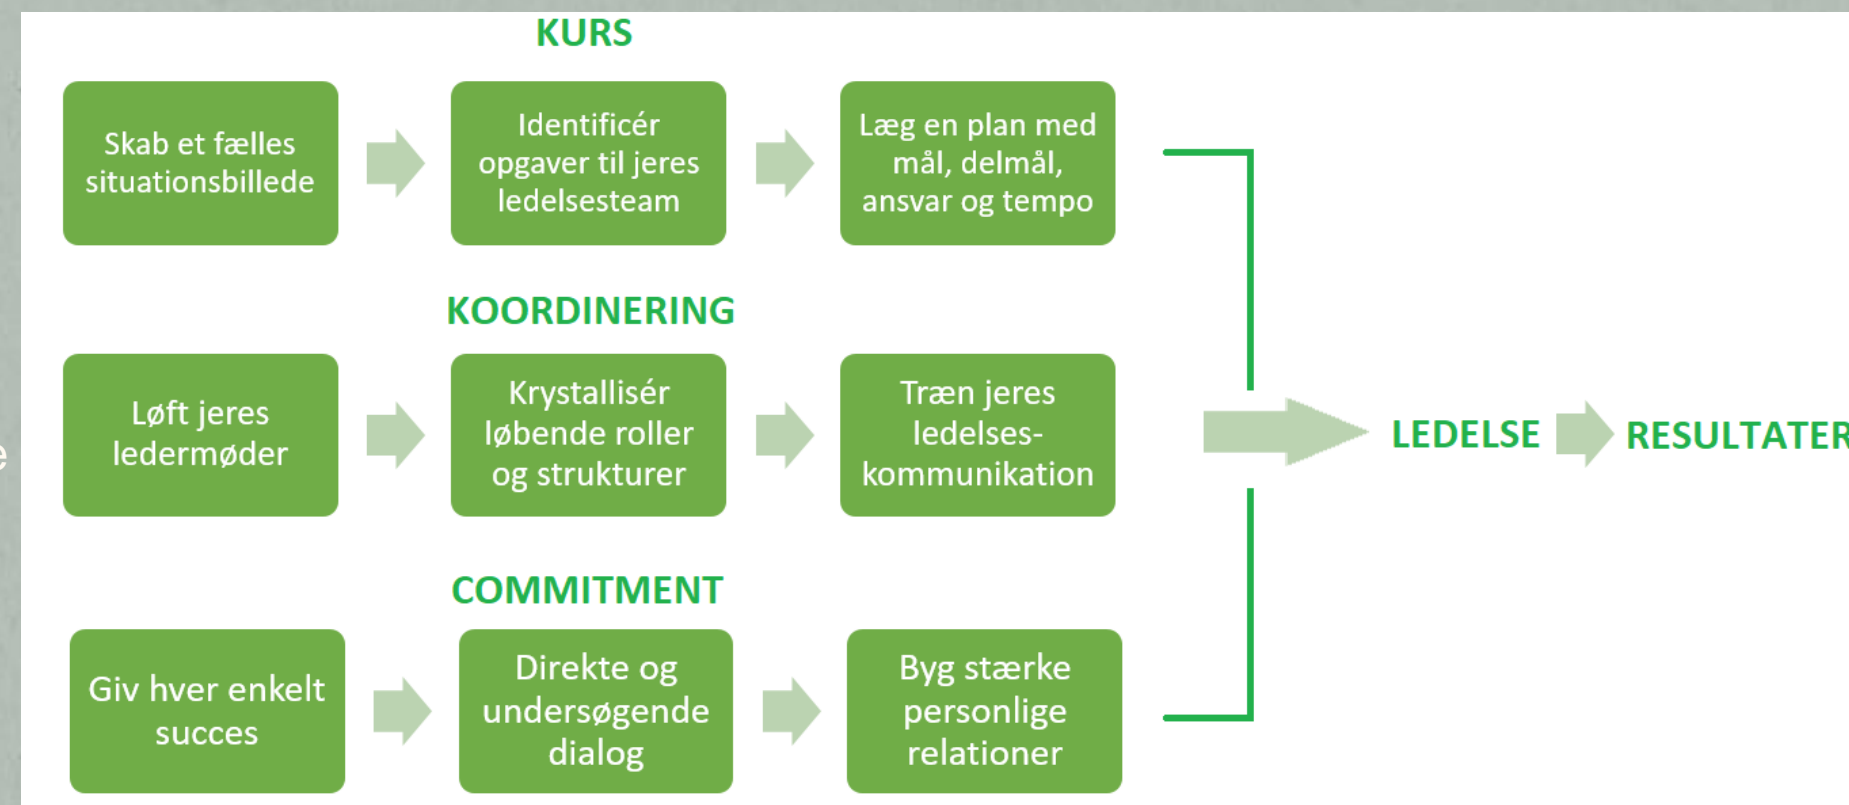 KURS
Skab et fælles
situationsbillede
Identificér
opgaver til jeres
ledelsesteam
Læg en plan med
mål, delmål,
ansvar og tempo
KOORDINERING
Løft jeres
ledermøder
Krystallisér
løbende roller
og strukturer
Træn jeres
ledelses-
kommunikation
LEDELSE
RESULTATER
COMMITMENT
Giv hver enkelt
succes
Direkte og
undersøgende
dialog
Byg stærke
personlige
relationer